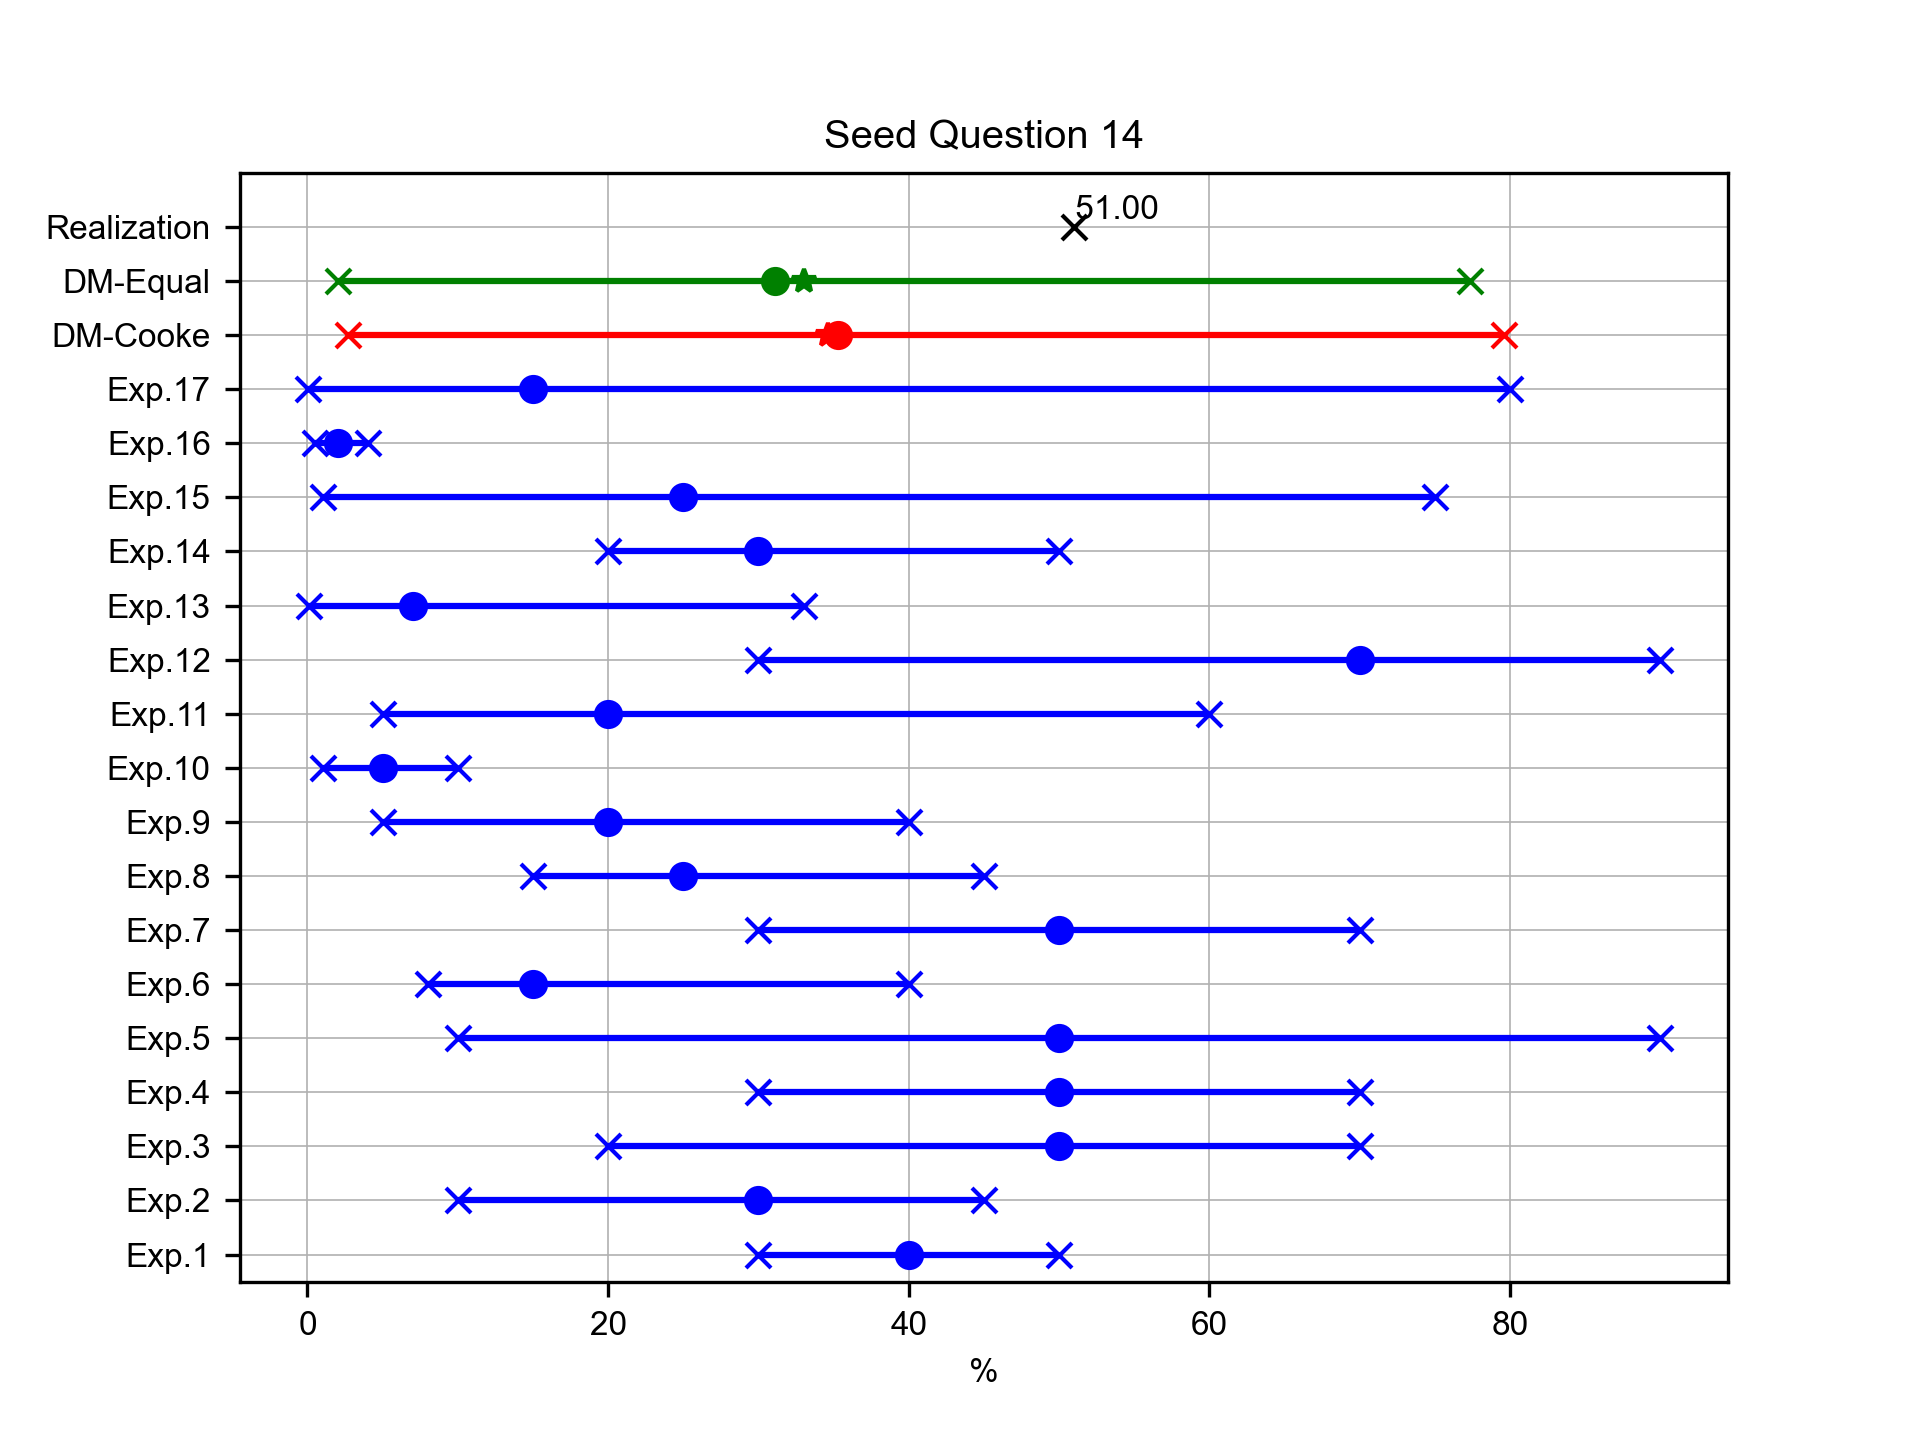 Seed Question 14
51.00
Realization
DM-Equal
DM-Cooke
Exp.17
Exp.16
Exp.15
Exp.14
Exp.13
Exp.12
Exp.11
Exp.10
Exp.9
Exp.8
Exp.7
Exp.6
Exp.5
Exp.4
Exp.3
Exp.2
Exp.1
0 20 40 60 80
%